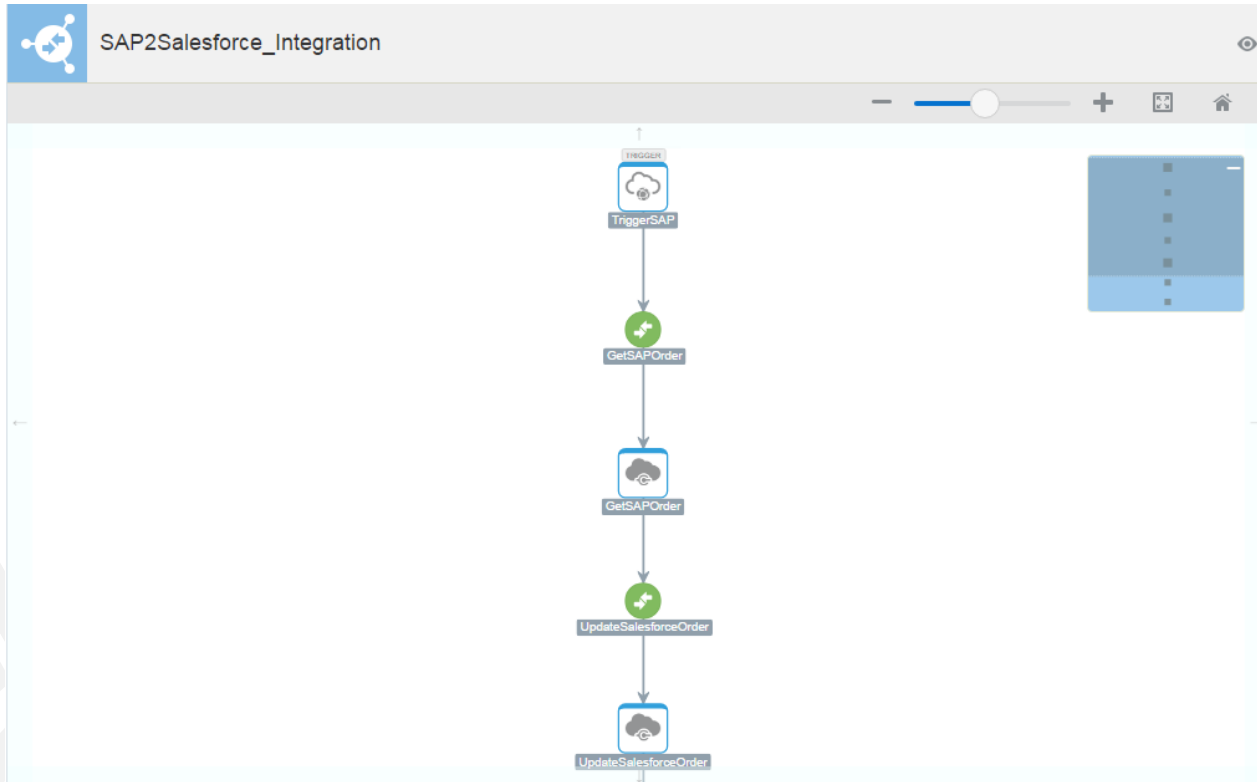 SAP2Salesforce_Integration
TRIGGER
TriggerSAP
GetSAPOrder
GetSAPOrder
UpdateSalesforceOrder
UpdateSalesforceOrder